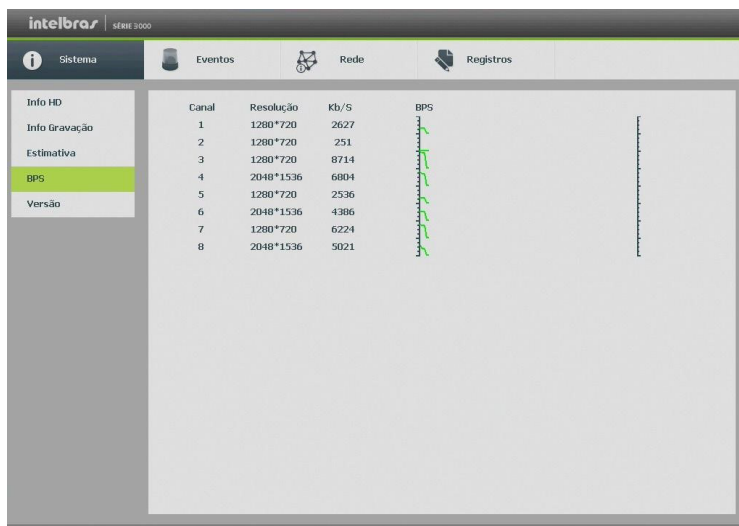 intelbras | SÉRIE 3000
Sistema Eventos Rede Registros
Info HD
Info Gravação
Estimativa
BPS
Versão
Canal Resolução Kb/S BPS
1 1280*720 2627
2 1280*720 251
3 1280*720 8714
4 2048*1536 6804
5 1280*720 2536
6 2048*1536 4386
7 1280*720 6224
8 2048*1536 5021